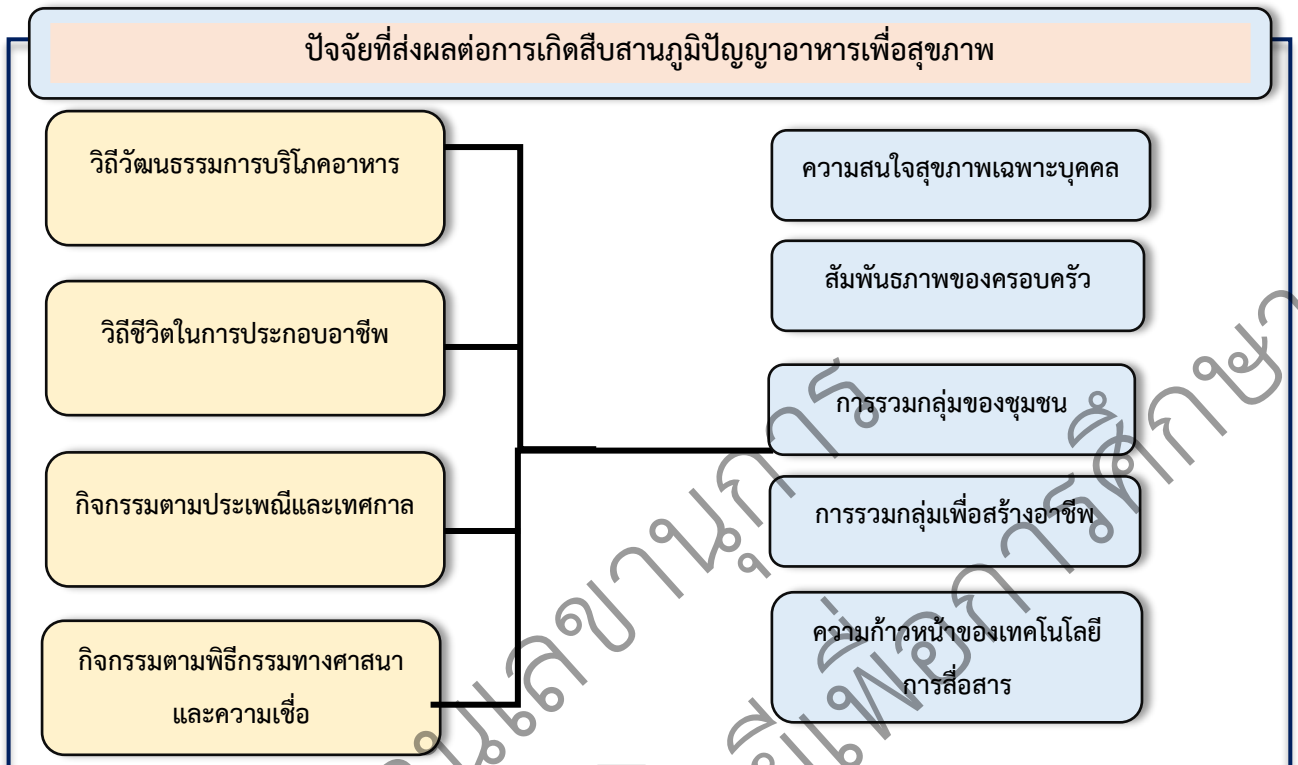 ปัจจัยที่ส่งผลต่อการเกิดสืบสานภูมิปัญญาอาหารเพื่อสุขภาพ
วิถีวัฒนธรรมการบริโภคอาหาร
วิถีชีวิตในการประกอบอาชีพ
กิจกรรมตามประเพณีและเทศกาล
กิจกรรมตามพิธีกรรมทางศาสนา
และความเชื่อ
ความสนใจสุขภาพเฉพาะบุคคล
สัมพันธภาพของครอบครัว
การรวมกลุ่มของชุมชน
การรวมกลุ่มเพื่อสร้างอาชีพ
ความก้าวหน้าของเทคโนโลยี
การสื่อสาร